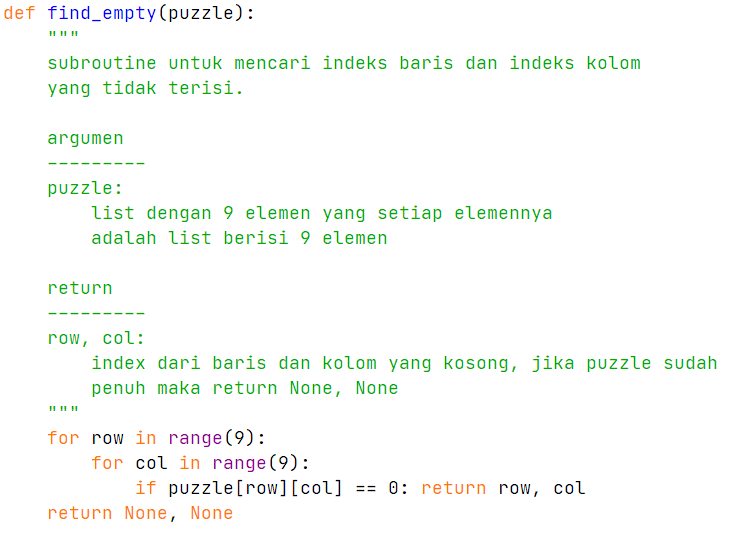 def find_empty(puzzle):
    """
    subroutine untuk mencari indeks baris dan indeks kolom
    yang tidak terisi.

    argumen
    ---------
    puzzle:
        list dengan 9 elemen yang setiap elemennya
        adalah list berisi 9 elemen

    return
    ---------
    row, col:
        index dari baris dan kolom yang kosong, jika puzzle sudah
        penuh maka return None, None
    """
    for row in range(9):
        for col in range(9):
            if puzzle[row][col] == 0: return row, col
    return None, None